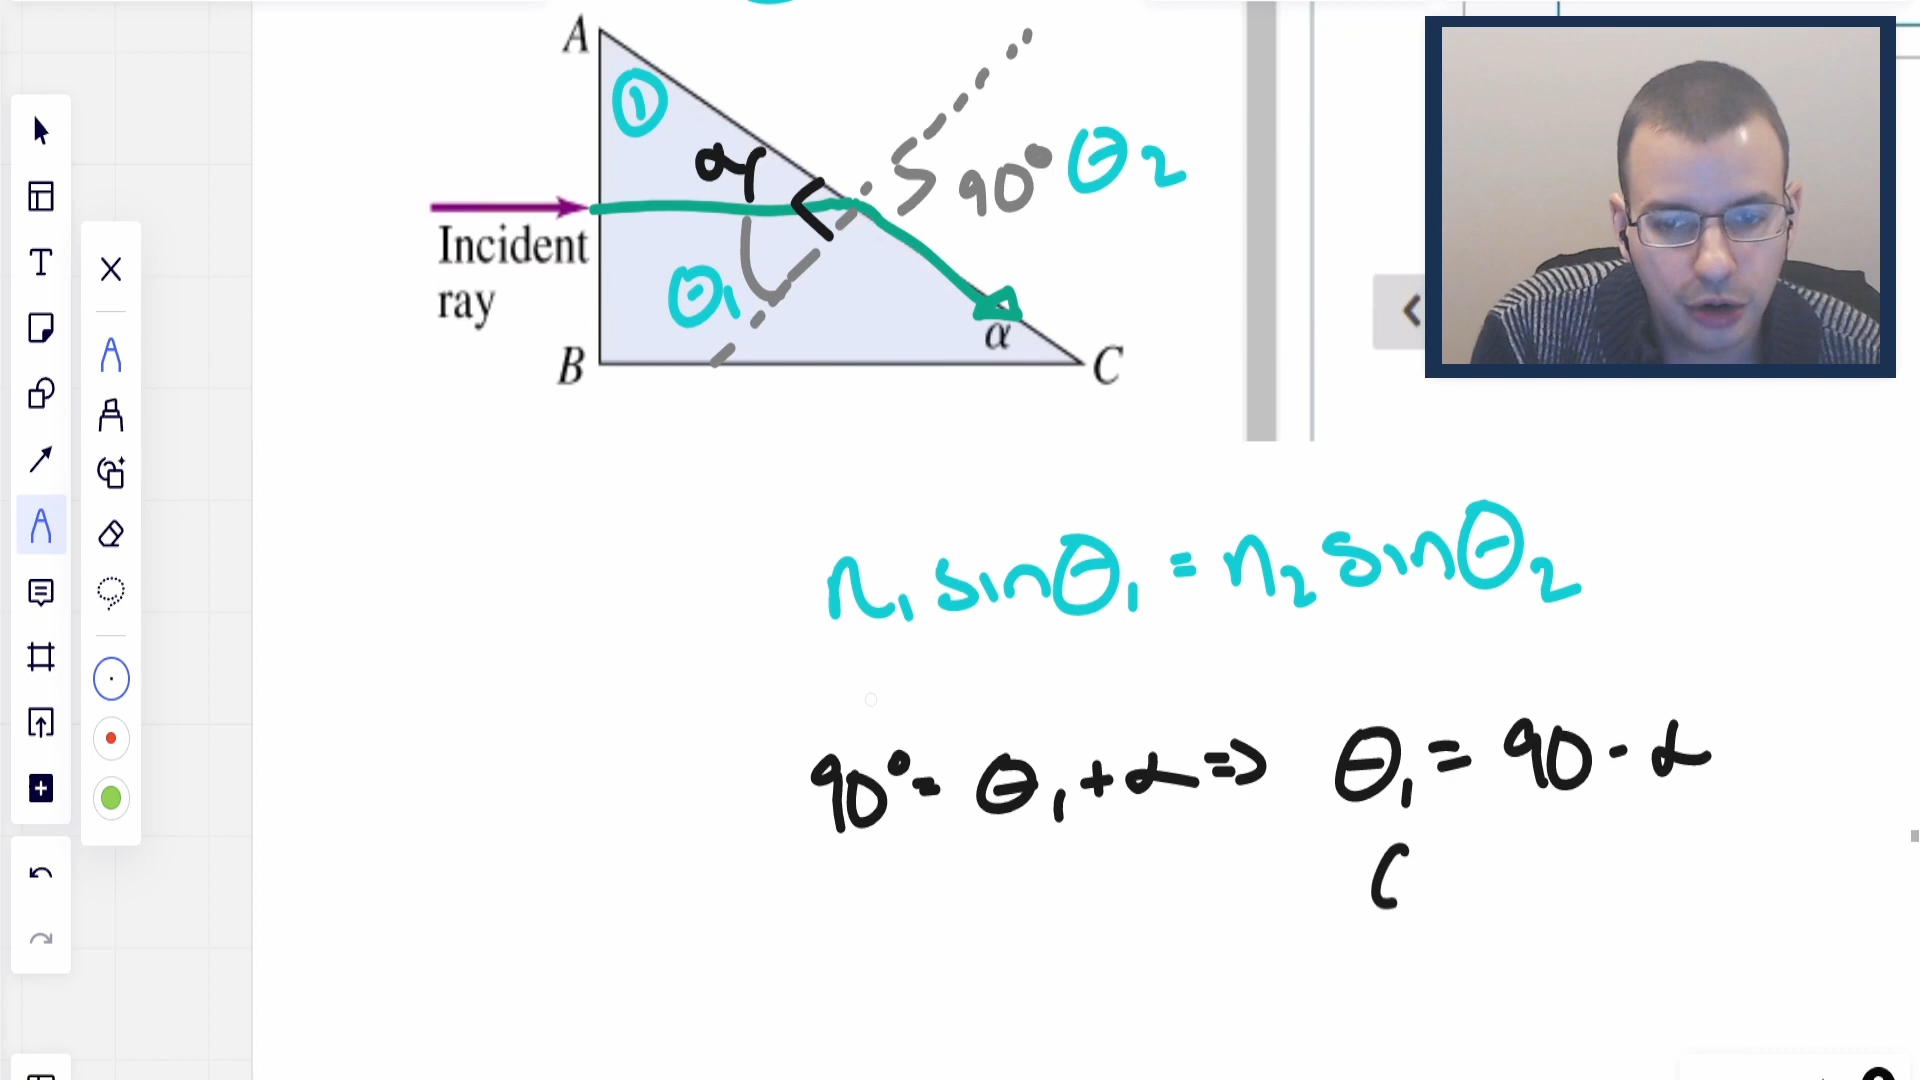 A
①
α
90° θ2
Incident
ray
θ1
α
B
C
n1 sinθ1 = n2 sinθ2
90° = θ1 + α => θ1 = 90 - α
(